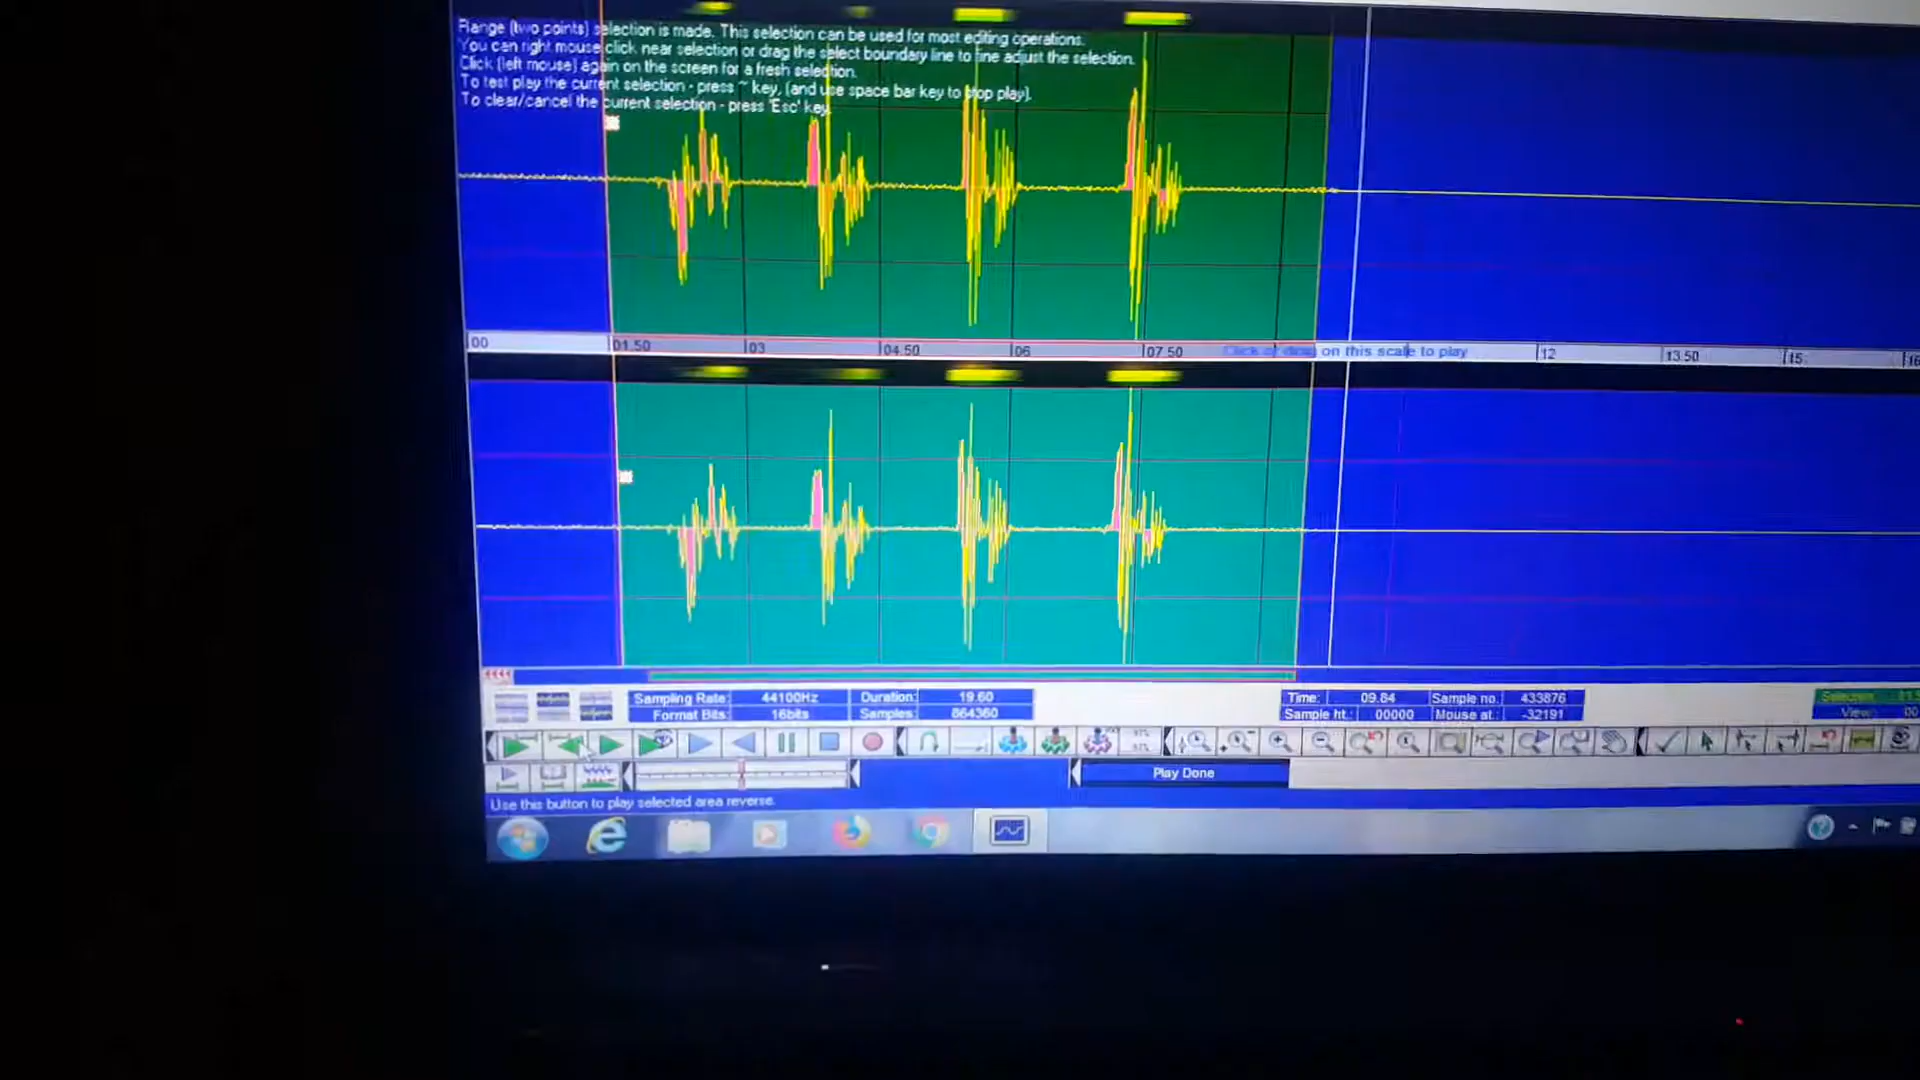 Range (two points) selection is made. This selection can be used for most editing operations.
You can right mouse click near selection or drag the select boundary line to fine adjust the selection.
Click (left mouse) again on the screen for a fresh selection.
To test play the current selection - press ~ key, (and use space bar key to stop play).
To clear/cancel the current selection - press 'Esc' key.
00 01.50 03 04.50 06 07.50 Click or drag on this scale to play 12 13.50 15 16
Sampling Rate: 44100Hz Duration: 19.60 Time: 09.84 Sample no. 433876
Format Bits: 16bits Samples: 864360 Sample ht.: 00000 Mouse at.: -32191
View: 00
Play Done
Use this button to play selected area reverse.